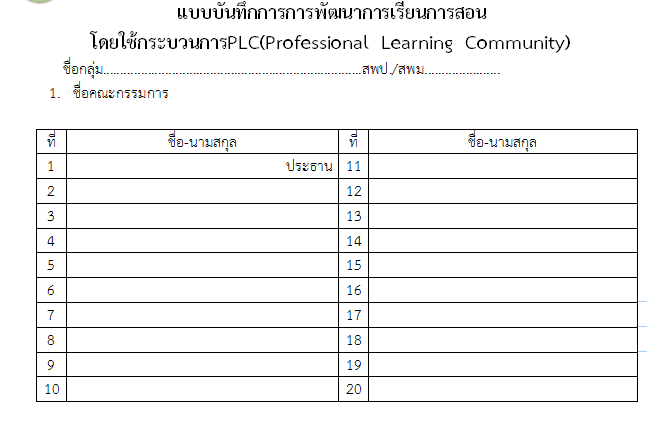 แบบบันทึกการการพัฒนาการเรียนการสอน
โดยใช้กระบวนการPLC(Professional Learning Community)
ชื่อกลุ่ม..........................................................................สพป./สพม......................
1. ชื่อคณะกรรมการ
ที่ ชื่อ-นามสกุล ที่ ชื่อ-นามสกุล
1 ประธาน 11
2 12
3 13
4 14
5 15
6 16
7 17
8 18
9 19
10 20